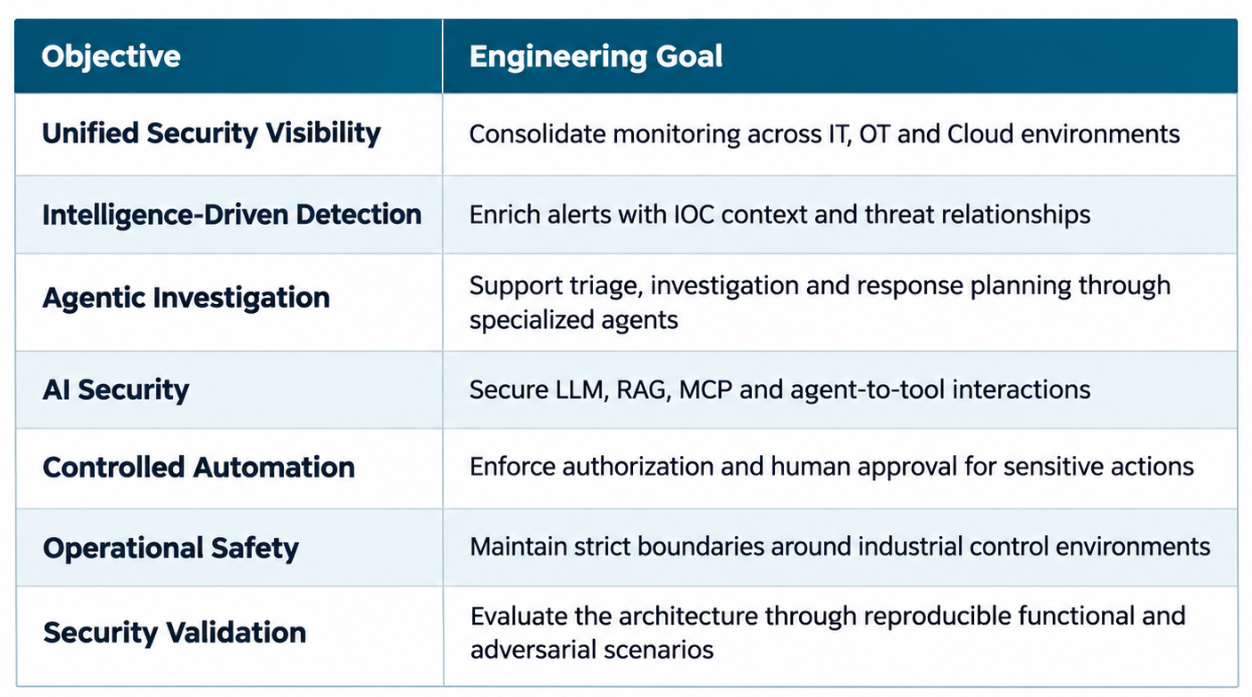 Objective
Engineering Goal
Unified Security Visibility
Consolidate monitoring across IT, OT and Cloud environments
Intelligence-Driven Detection
Enrich alerts with IOC context and threat relationships
Agentic Investigation
Support triage, investigation and response planning through
specialized agents
AI Security
Secure LLM, RAG, MCP and agent-to-tool interactions
Controlled Automation
Enforce authorization and human approval for sensitive actions
Operational Safety
Maintain strict boundaries around industrial control environments
Security Validation
Evaluate the architecture through reproducible functional and
adversarial scenarios